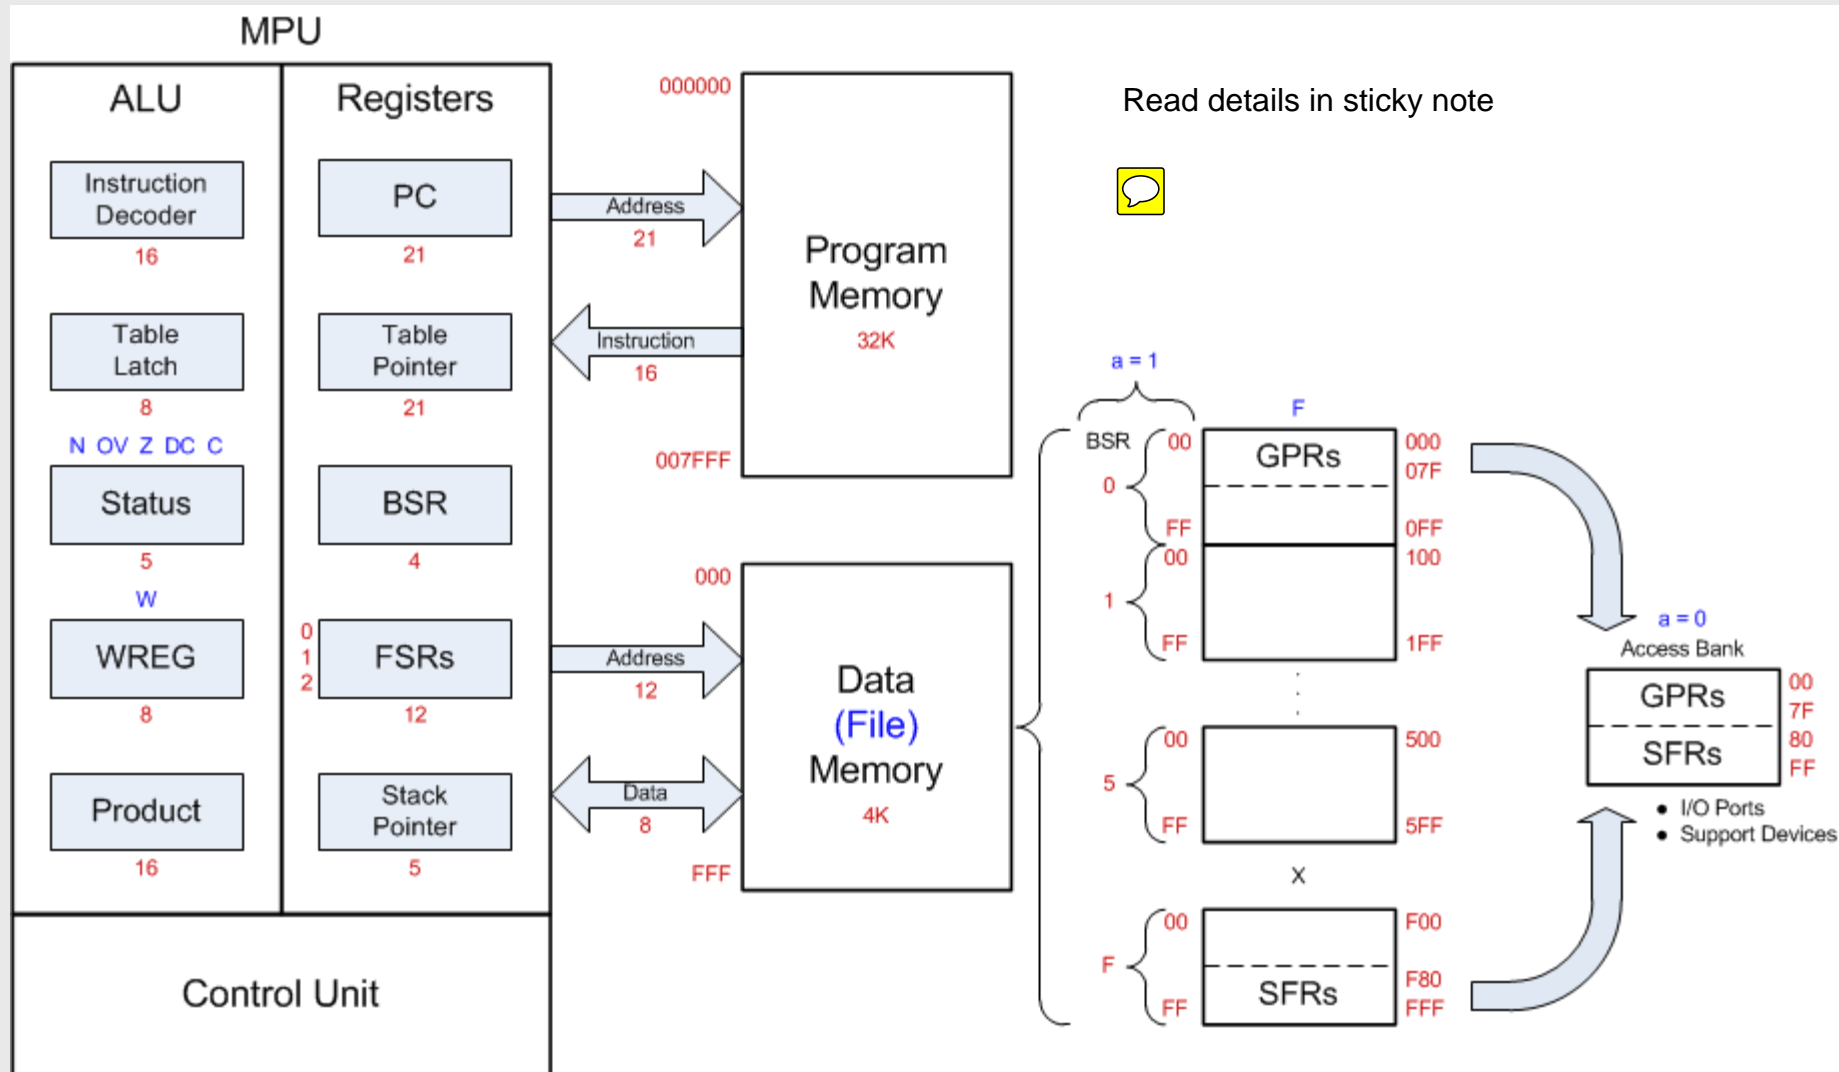 MPU
ALU
Registers
Instruction
Decoder
16
PC
21
Table
Latch
8
Table
Pointer
21
N OV Z DC C
Status
5
BSR
4
W
WREG
8
0
1
2
FSRs
12
Product
16
Stack
Pointer
5
Control Unit
Address
21
Instruction
16
000000
Program
Memory
32K
007FFF
Address
12
Data
8
000
Data
(File)
Memory
4K
FFF
Read details in sticky note
a = 1
BSR
F
0
00
FF
GPRs
000
07F
0FF
1
00
FF
100
1FF
5
00
FF
500
5FF
X
F
00
FF
SFRs
F00
F80
FFF
a = 0
Access Bank
GPRs
SFRs
00
7F
80
FF
• I/O Ports
• Support Devices